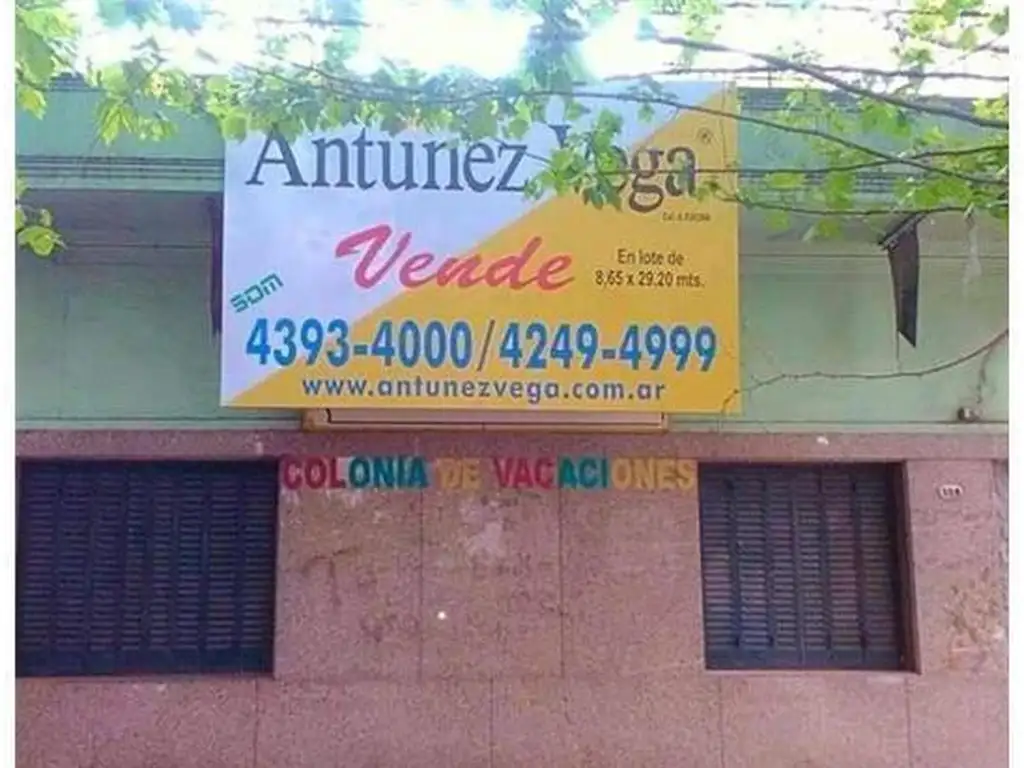 Antunez Vega ®
Vende
En lote de
8,65 x 29,20 mts.
SOM
4393-4000/4249-4999
www.antunezvega.com.ar
COLONIA DE VACACIONES